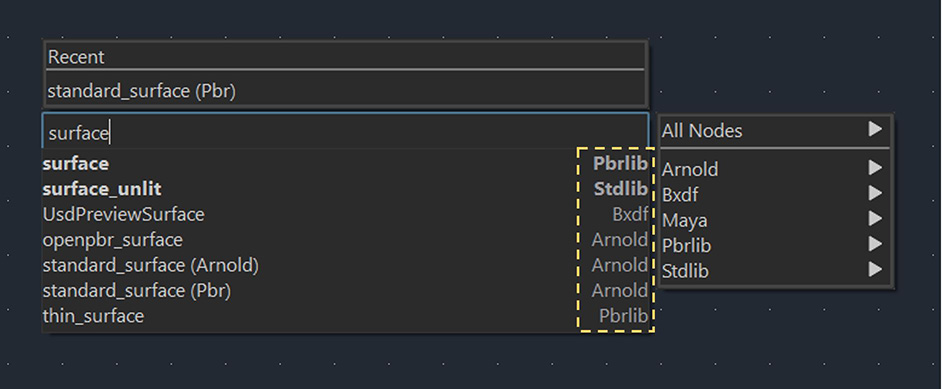 Recent
standard_surface (Pbr)
surface
surface Pbrlib
surface_unlit Stdlib
UsdPreviewSurface Bxdf
openpbr_surface Arnold
standard_surface (Arnold) Arnold
standard_surface (Pbr) Arnold
thin_surface Pbrlib
All Nodes
Arnold
Bxdf
Maya
Pbrlib
Stdlib